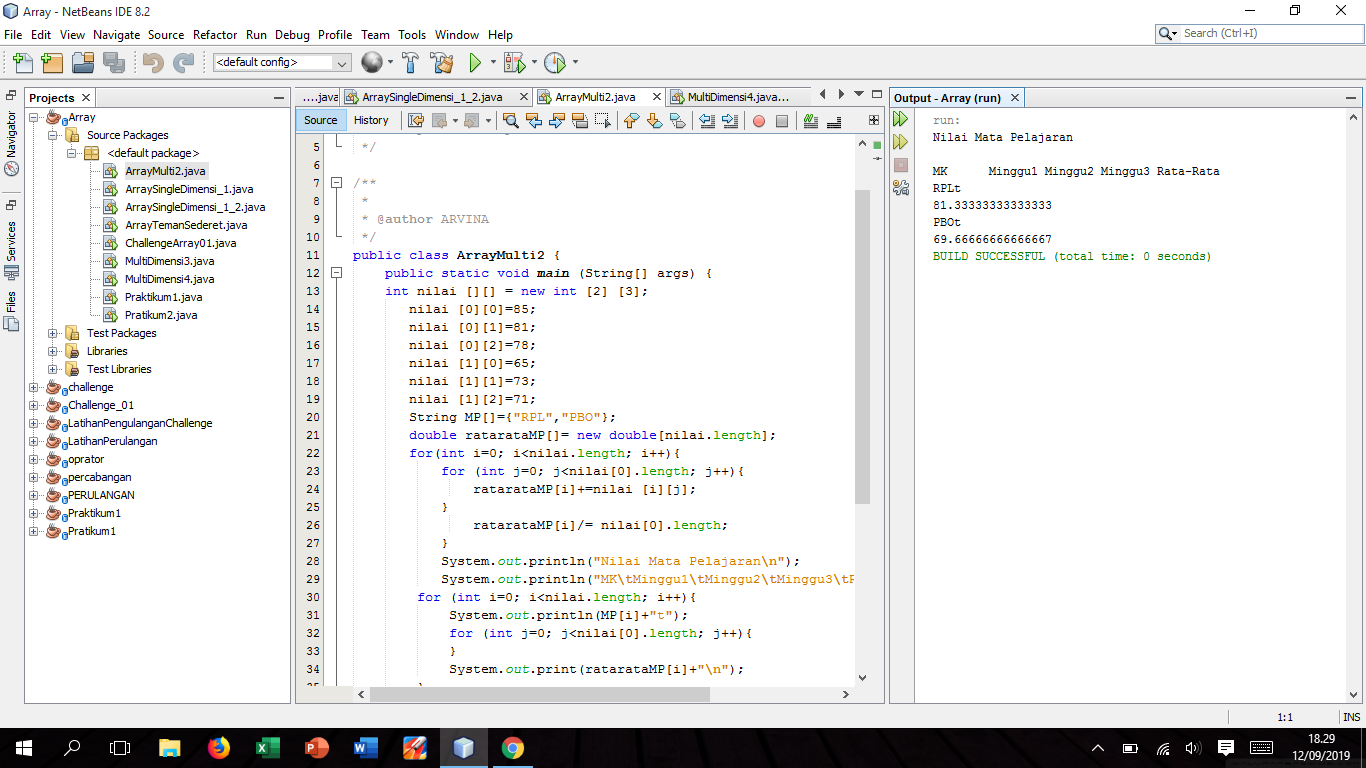 Array - NetBeans IDE 8.2
File Edit View Navigate Source Refactor Run Debug Profile Team Tools Window Help
Search (Ctrl+I)
<default config>
Navigator
Services
Files
Projects
Array
Source Packages
<default package>
ArrayMulti2.java
ArraySingleDimensi_1.java
ArraySingleDimensi_1_2.java
ArrayTemanSederet.java
ChallengeArray01.java
MultiDimensi3.java
MultiDimensi4.java
Praktikum1.java
Pratikum2.java
Test Packages
Libraries
Test Libraries
challenge
Challenge_01
LatihanPengulanganChallenge
LatihanPerulangan
oprator
percabangan
PERULANGAN
Praktikum1
Pratikum1
....java ArraySingleDimensi_1_2.java ArrayMulti2.java MultiDimensi4.java...
Source History
5 */
6
7 /**
8 *
9 * @author ARVINA
10 */
11 public class ArrayMulti2 {
12 public static void main (String[] args) {
13 int nilai [][] = new int [2] [3];
14 nilai [0][0]=85;
15 nilai [0][1]=81;
16 nilai [0][2]=78;
17 nilai [1][0]=65;
18 nilai [1][1]=73;
19 nilai [1][2]=71;
20 String MP[]={"RPL","PBO"};
21 double ratarataMP[]= new double[nilai.length];
22 for(int i=0; i<nilai.length; i++){
23 for (int j=0; j<nilai[0].length; j++){
24 ratarataMP[i]+=nilai [i][j];
25 }
26 ratarataMP[i]/= nilai[0].length;
27 }
28 System.out.println("Nilai Mata Pelajaran\n");
29 System.out.println("MK\tMinggu1\tMinggu2\tMinggu3\t
30 for (int i=0; i<nilai.length; i++){
31 System.out.println(MP[i]+"t");
32 for (int j=0; j<nilai[0].length; j++){
33 }
34 System.out.print(ratarataMP[i]+"\n");
Output - Array (run)
run:
Nilai Mata Pelajaran
MK Minggu1 Minggu2 Minggu3 Rata-Rata
RPLt
81.33333333333333
PBOt
69.66666666666667
BUILD SUCCESSFUL (total time: 0 seconds)
1:1 INS
18.29
12/09/2019